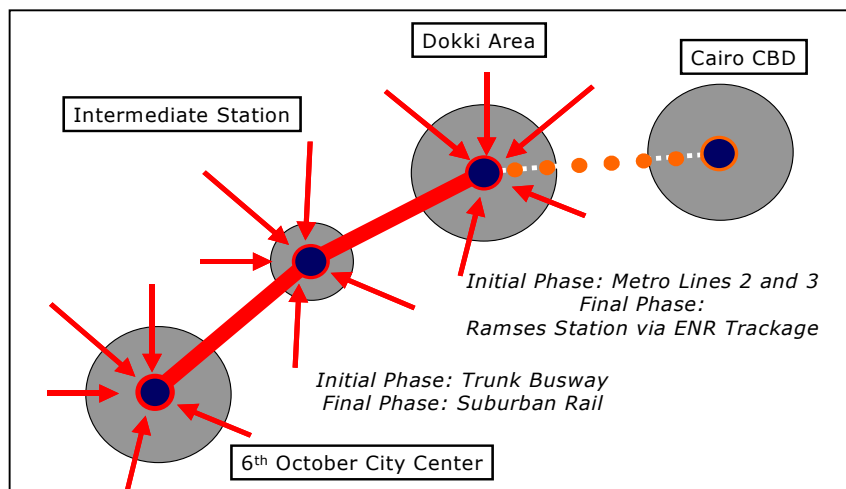 Dokki Area
Cairo CBD
Intermediate Station
Initial Phase: Metro Lines 2 and 3
Final Phase:
Ramses Station via ENR Trackage
Initial Phase: Trunk Busway
Final Phase: Suburban Rail
6th October City Center